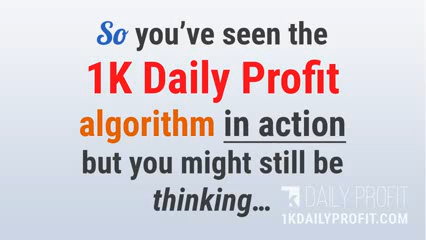 So you've seen the
1K Daily Profit
algorithm in action
but you might still be
thinking...
1K DAILY PROFIT
1KDAILYPROFIT.COM